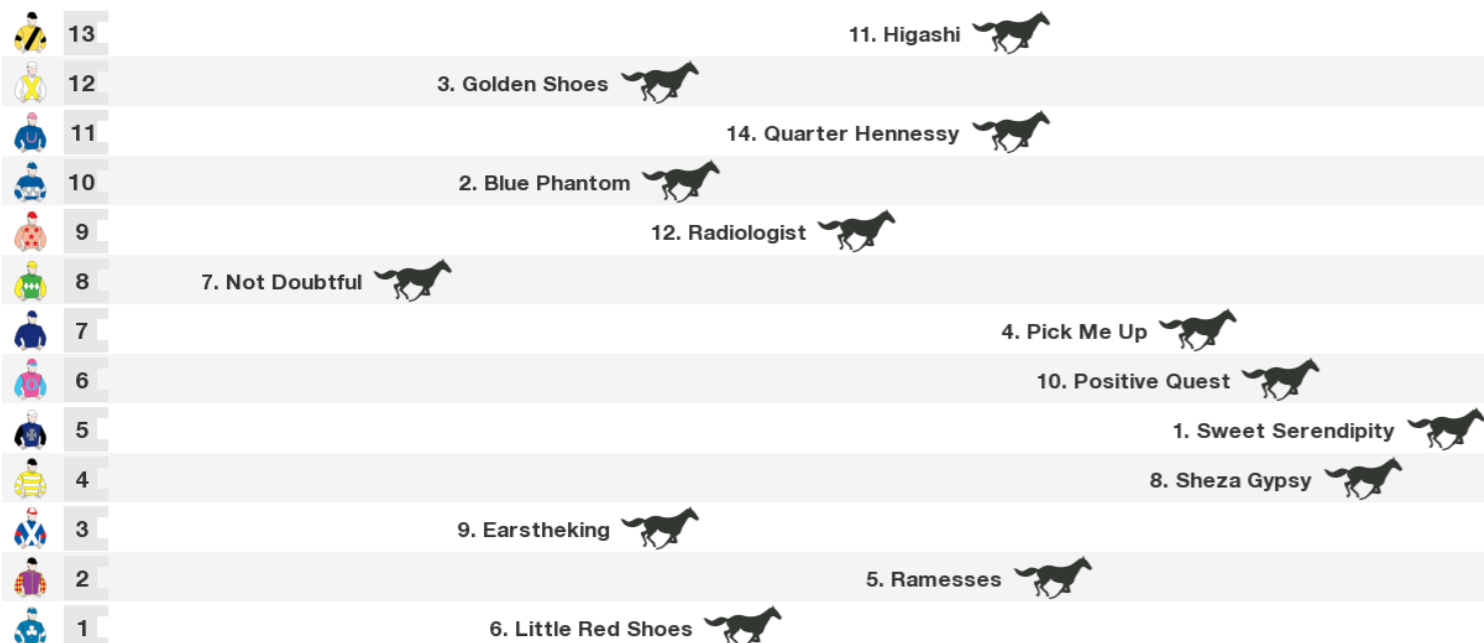 13 11. Higashi
12 3. Golden Shoes
11 14. Quarter Hennessy
10 2. Blue Phantom
9 12. Radiologist
8 7. Not Doubtful
7 4. Pick Me Up
6 10. Positive Quest
5 1. Sweet Serendipity
4 8. Sheza Gypsy
3 9. Earstheking
2 5. Ramesses
1 6. Little Red Shoes